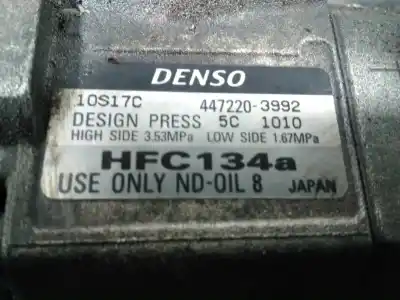 DENSO
10S17C 447220-3992
DESIGN PRESS 5C 1010
HIGH SIDE 3.53MPa LOW SIDE 1.67MPa
HFC134a
USE ONLY ND-OIL 8 JAPAN